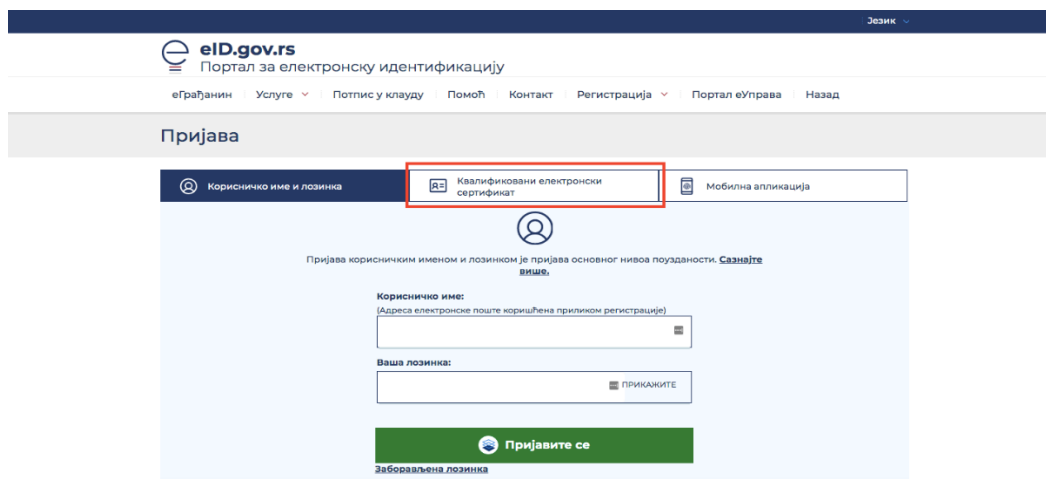 Језик
eID.gov.rs
Портал за електронску идентификацију
еГрађанин Услуге Потпис у клауду Помоћ Контакт Регистрација Портал еУправа Назад
Пријава
Корисничко име и лозинка
Квалификовани електронски
сертификат
Мобилна апликација
Пријава корисничким именом и лозинком је пријава основног нивоа поузданости. Сазнајте
више.
Корисничко име:
(Адреса електронске поште коришћена приликом регистрације)
Ваша лозинка:
ПРИКАЖИТЕ
Пријавите се
Заборављена лозинка